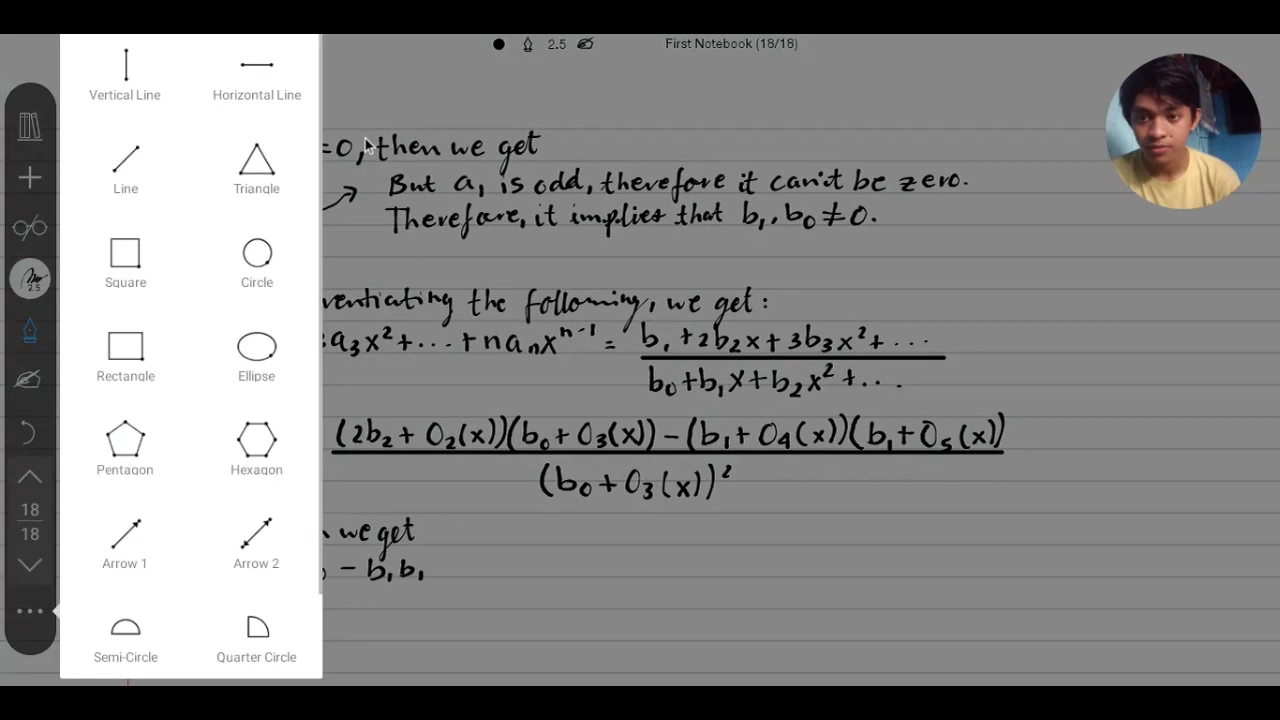 2.5 First Notebook (18/18)
Vertical Line Horizontal Line
Line Triangle
Square Circle
Rectangle Ellipse
Pentagon Hexagon
Arrow 1 Arrow 2
Semi-Circle Quarter Circle
2.5
18
18
=0, then we get
But a₁ is odd, therefore it can't be zero.
Therefore, it implies that b₁, b₀ ≠ 0.
rentiating the following, we get:
a₃x² + ... + naₙxⁿ⁻¹ = b₁ + 2b₂x + 3b₃x² + ...
b₀ + b₁x + b₂x² + ...
(2b₂ + O₂(x))(b₀ + O₃(x)) - (b₁ + O₄(x))(b₁ + O₅(x))
(b₀ + O₃(x))²
we get
- b₁b₁